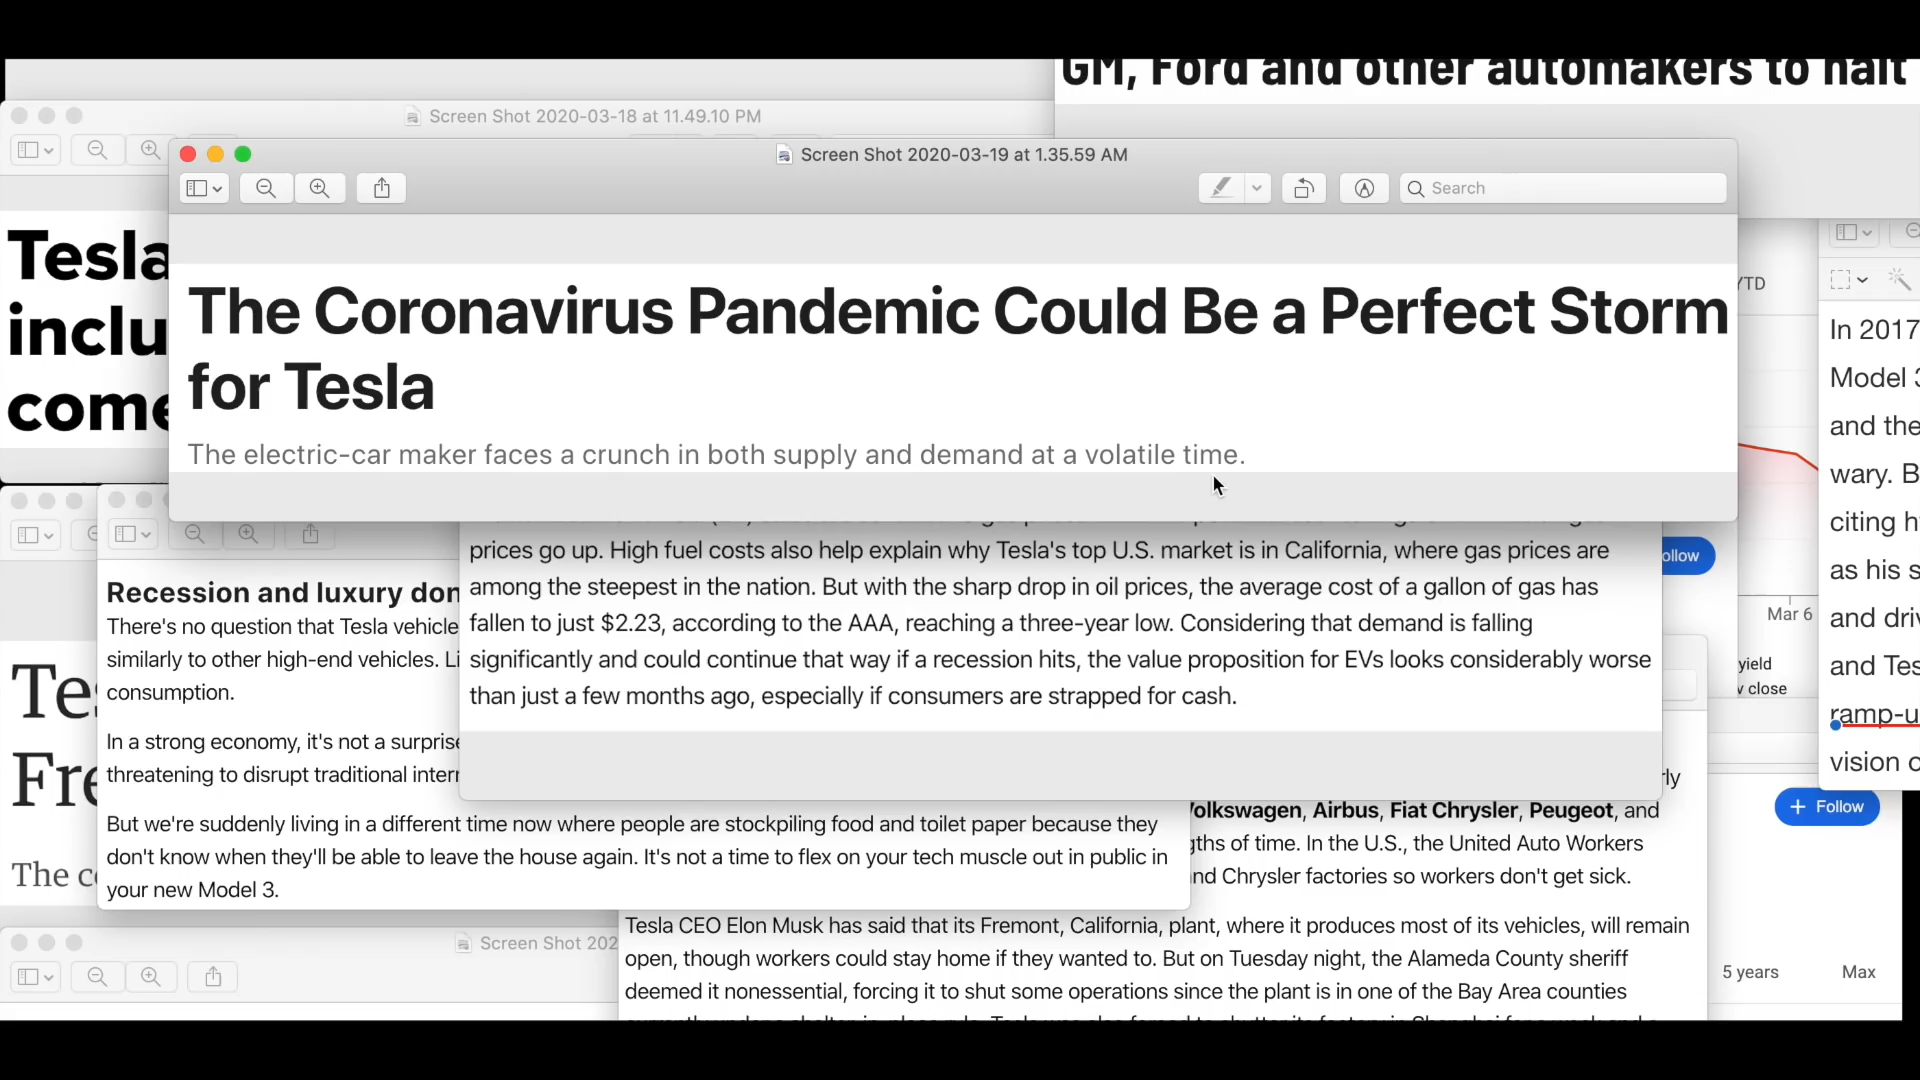 GM, Ford and other automakers to halt
Screen Shot 2020-03-18 at 11.49.10 PM
Screen Shot 2020-03-19 at 1.35.59 AM
Search
The Coronavirus Pandemic Could Be a Perfect Storm
for Tesla
The electric-car maker faces a crunch in both supply and demand at a volatile time.
Tesla
inclu
come
YTD
In 2017
Model 3
and the
wary. B
citing h
as his s
and driv
and Tes
ramp-u
vision o
Mar 6
yield
close
ollow
prices go up. High fuel costs also help explain why Tesla's top U.S. market is in California, where gas prices are
among the steepest in the nation. But with the sharp drop in oil prices, the average cost of a gallon of gas has
fallen to just $2.23, according to the AAA, reaching a three-year low. Considering that demand is falling
significantly and could continue that way if a recession hits, the value proposition for EVs looks considerably worse
than just a few months ago, especially if consumers are strapped for cash.
Recession and luxury don
There's no question that Tesla vehicle
similarly to other high-end vehicles. Li
consumption.
In a strong economy, it's not a surprise
threatening to disrupt traditional intern
But we're suddenly living in a different time now where people are stockpiling food and toilet paper because they
don't know when they'll be able to leave the house again. It's not a time to flex on your tech muscle out in public in
your new Model 3.
Tes
Fre
The co
rly
Volkswagen, Airbus, Fiat Chrysler, Peugeot, and
gths of time. In the U.S., the United Auto Workers
nd Chrysler factories so workers don't get sick.
Tesla CEO Elon Musk has said that its Fremont, California, plant, where it produces most of its vehicles, will remain
open, though workers could stay home if they wanted to. But on Tuesday night, the Alameda County sheriff
deemed it nonessential, forcing it to shut some operations since the plant is in one of the Bay Area counties
+ Follow
5 years
Max
Screen Shot 202